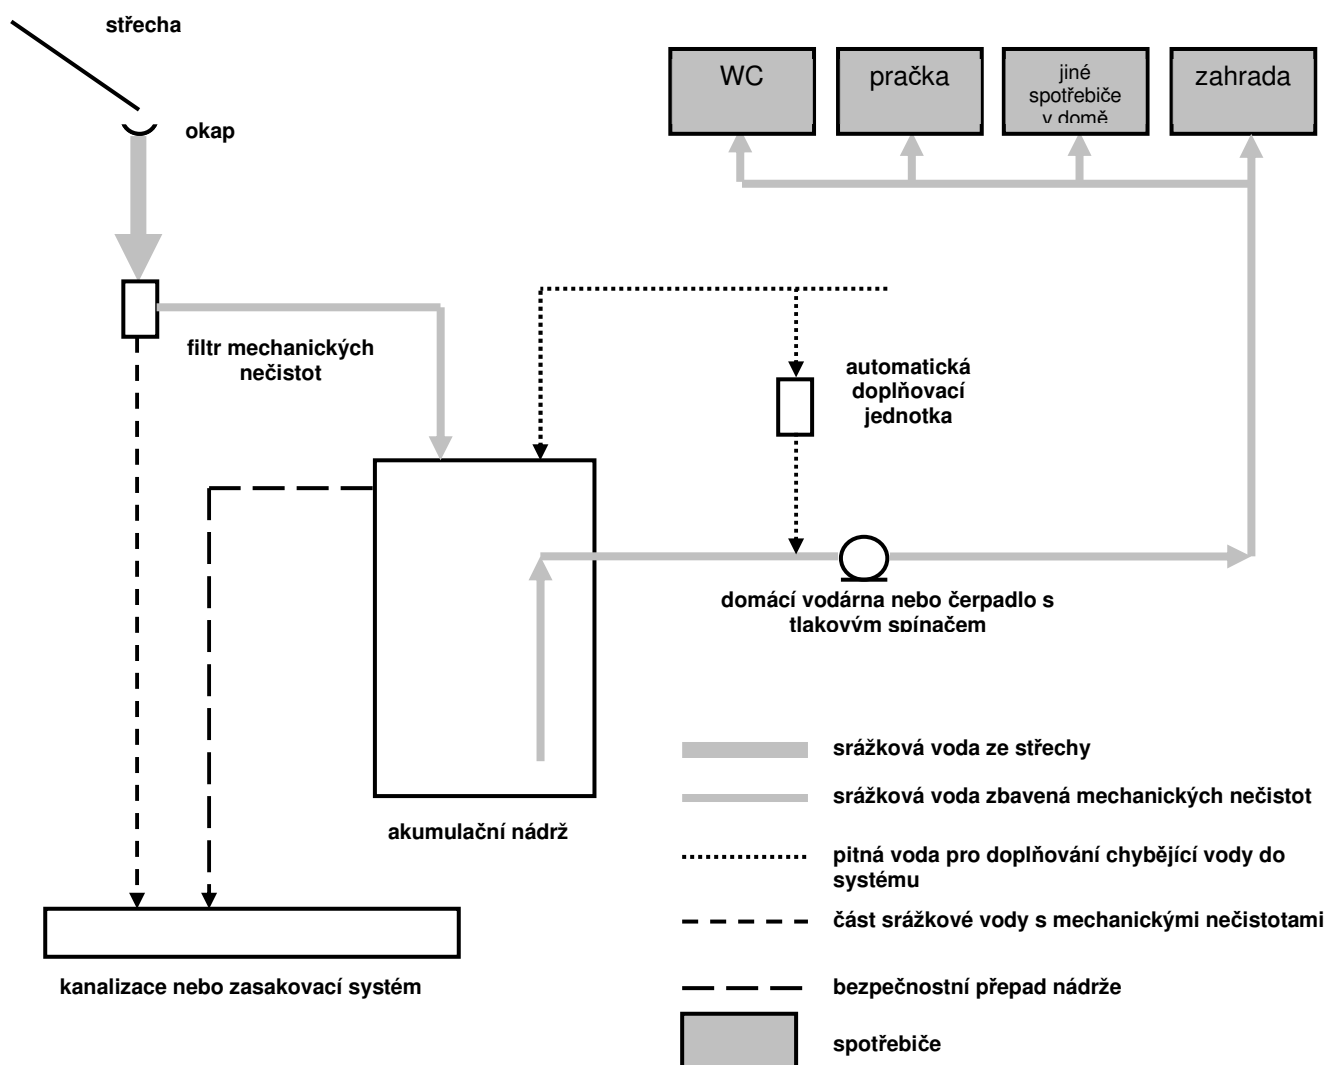 střecha
okap
WC
pračka
jiné
spotřebiče
v domě
zahrada
filtr mechanických
nečistot
automatická
doplňovací
jednotka
domácí vodárna nebo čerpadlo s
tlakovým spínačem
akumulační nádrž
kanalizace nebo zasakovací systém
srážková voda ze střechy
srážková voda zbavená mechanických nečistot
pitná voda pro doplňování chybějící vody do
systému
část srážkové vody s mechanickými nečistotami
bezpečnostní přepad nádrže
spotřebiče